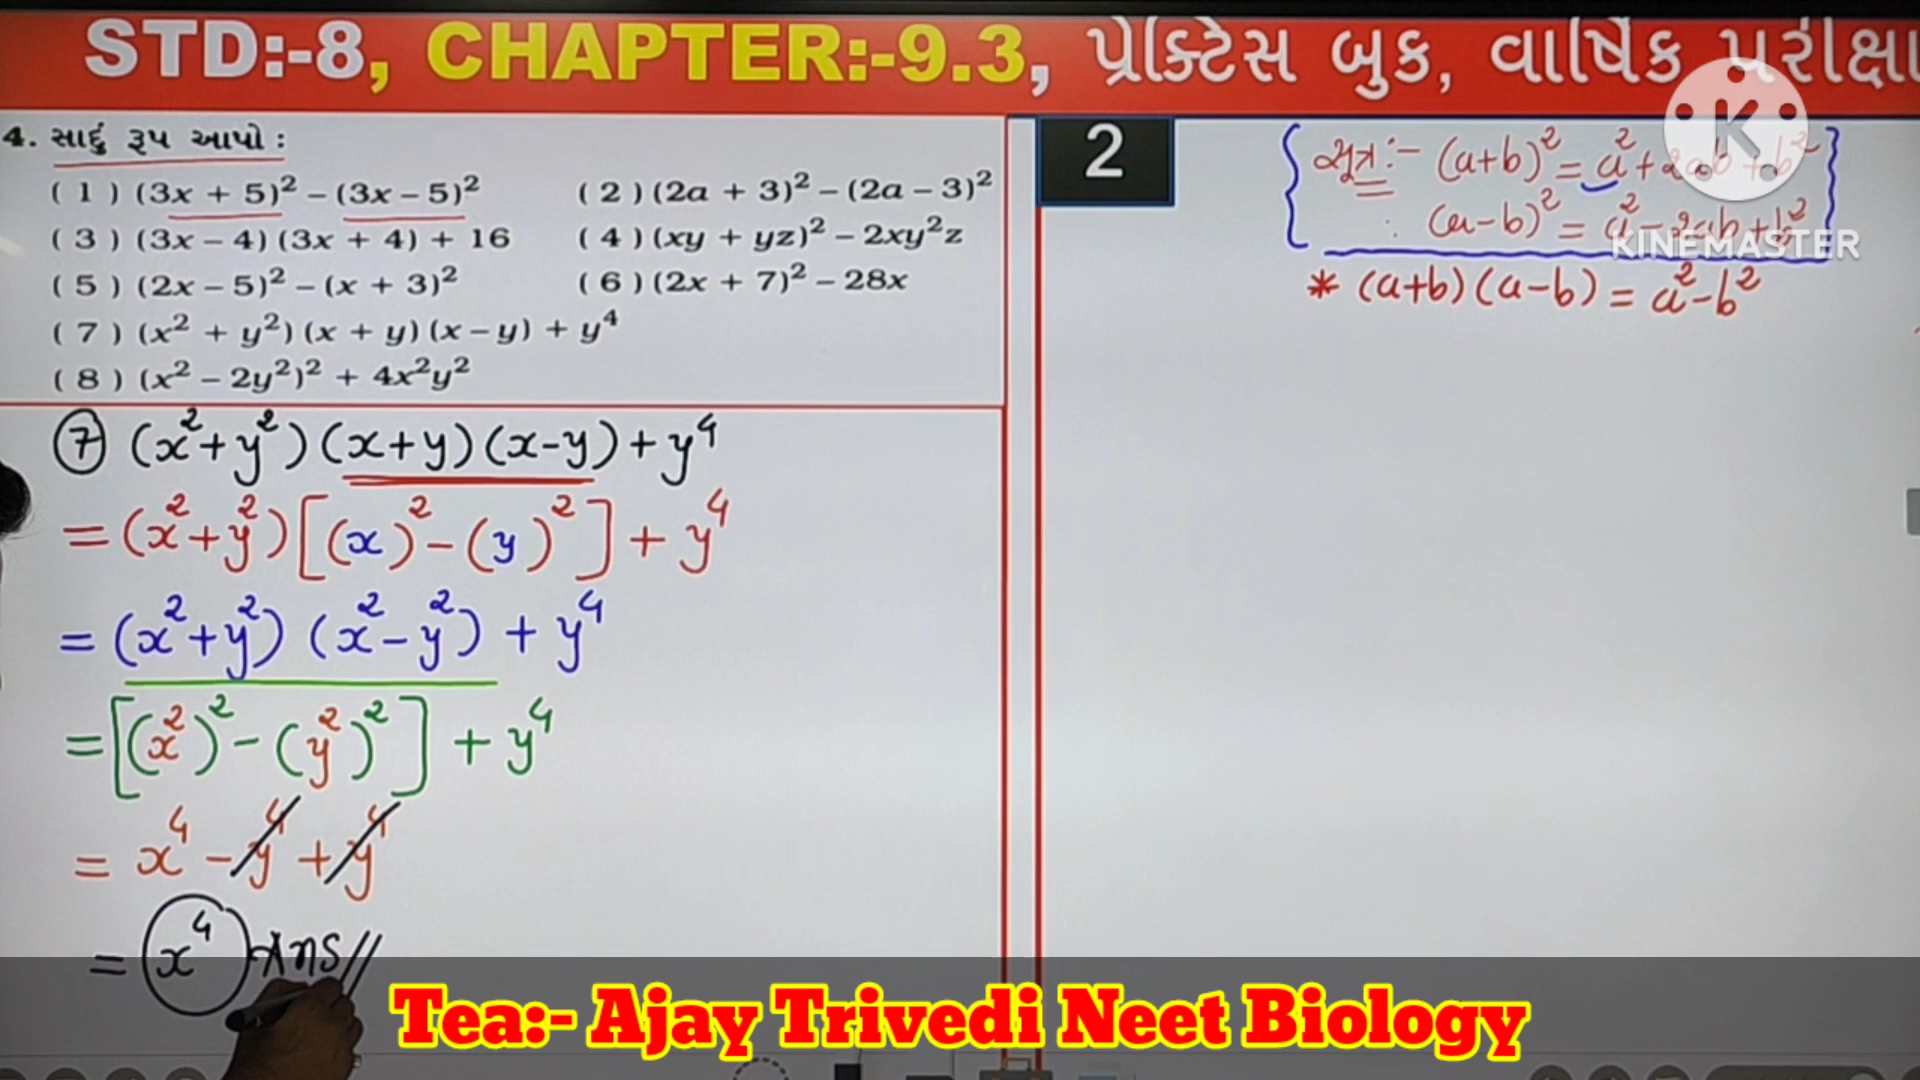 STD:-8, CHAPTER:-9.3, પ્રેક્ટિસ બુક, વાર્ષિક પરીક્ષા
4. સાદું રૂપ આપો :
( 1 ) (3x + 5)² – (3x – 5)²
( 2 ) (2a + 3)² – (2a – 3)²
( 3 ) (3x – 4) (3x + 4) + 16
( 4 ) (xy + yz)² – 2xy²z
( 5 ) (2x – 5)² – (x + 3)²
( 6 ) (2x + 7)² – 28x
( 7 ) (x² + y²) (x + y) (x – y) + y⁴
( 8 ) (x² – 2y²)² + 4x²y²
⑦ (x²+y²)(x+y)(x-y)+y⁴
= (x²+y²)[(x)²-(y)²] + y⁴
= (x²+y²) (x²-y²) + y⁴
= [(x²)²-(y²)²] + y⁴
= x⁴ - y⁴ + y⁴
= x⁴ Ans//
2
સૂત્ર:- (a+b)² = a²+2ab+b²
: (a-b)² = a²-2ab+b²
* (a+b)(a-b) = a²-b²
K
KINEMASTER
Tea:- Ajay Trivedi Neet Biology